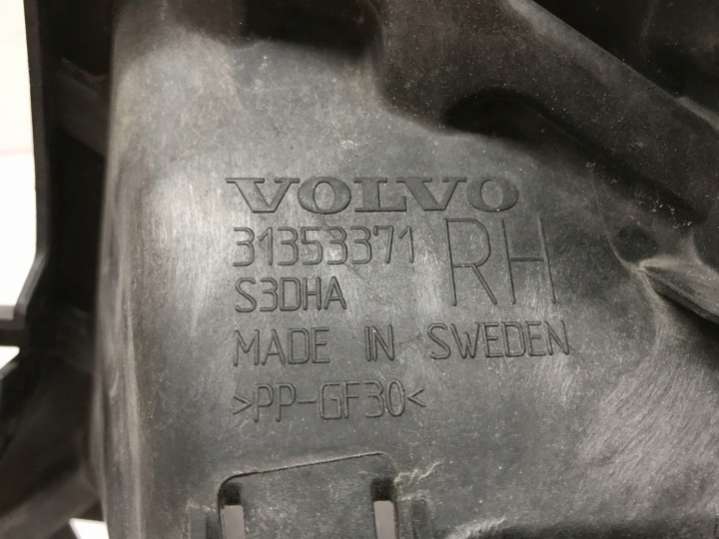 VOLVO
31353371 RH
S3DHA
MADE IN SWEDEN
>PP-GF30<